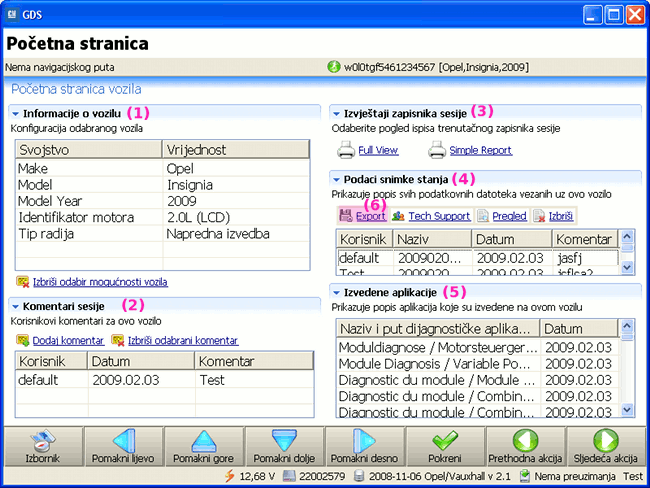 GDS
Početna stranica
Nema navigacijskog puta
w0l0tgf5461234567 [Opel,Insignia,2009]
Početna stranica vozila
Informacije o vozilu (1)
Konfiguracija odabranog vozila
Svojstvo Vrijednost
Make Opel
Model Insignia
Model Year 2009
Identifikator motora 2.0L (LCD)
Tip radija Napredna izvedba
Izbriši odabir mogućnosti vozila
Komentari sesije (2)
Korisnikovi komentari za ovo vozilo
Dodaj komentar Izbriši odabrani komentar
Korisnik Datum Komentar
default 2009.02.03 Test
Izvještaji zapisnika sesije (3)
Odaberite pogled ispisa trenutačnog zapisnika sesije
Full View Simple Report
Podaci snimke stanja (4)
Prikazuje popis svih podatkovnih datoteka vezanih uz ovo vozilo
(6)
Export Tech Support Pregled Izbriši
Korisnik Naziv Datum Komentar
default 2009020... 2009.02.03 jasfj
Test 2009020... 2009.02.03
Izvedene aplikacije (5)
Prikazuje popis aplikacija koje su izvedene na ovom vozilu
Naziv i put dijagnostičke aplika... Datum
Moduldiagnose / Motorsteuerger... 2009.02.03
Module Diagnosis / Variable Po... 2009.02.03
Diagnostic du module / Module ... 2009.02.03
Diagnostic du module / Combin... 2009.02.03
Diagnostic du module / Combin... 2009.02.03
Izbornik Pomakni lijevo Pomakni gore Pomakni dolje Pomakni desno Pokreni Prethodna akcija Sljedeća akcija
12,68 V 22002579 2008-11-06 Opel/Vauxhall v 2.1 Nema preuzimanja Test